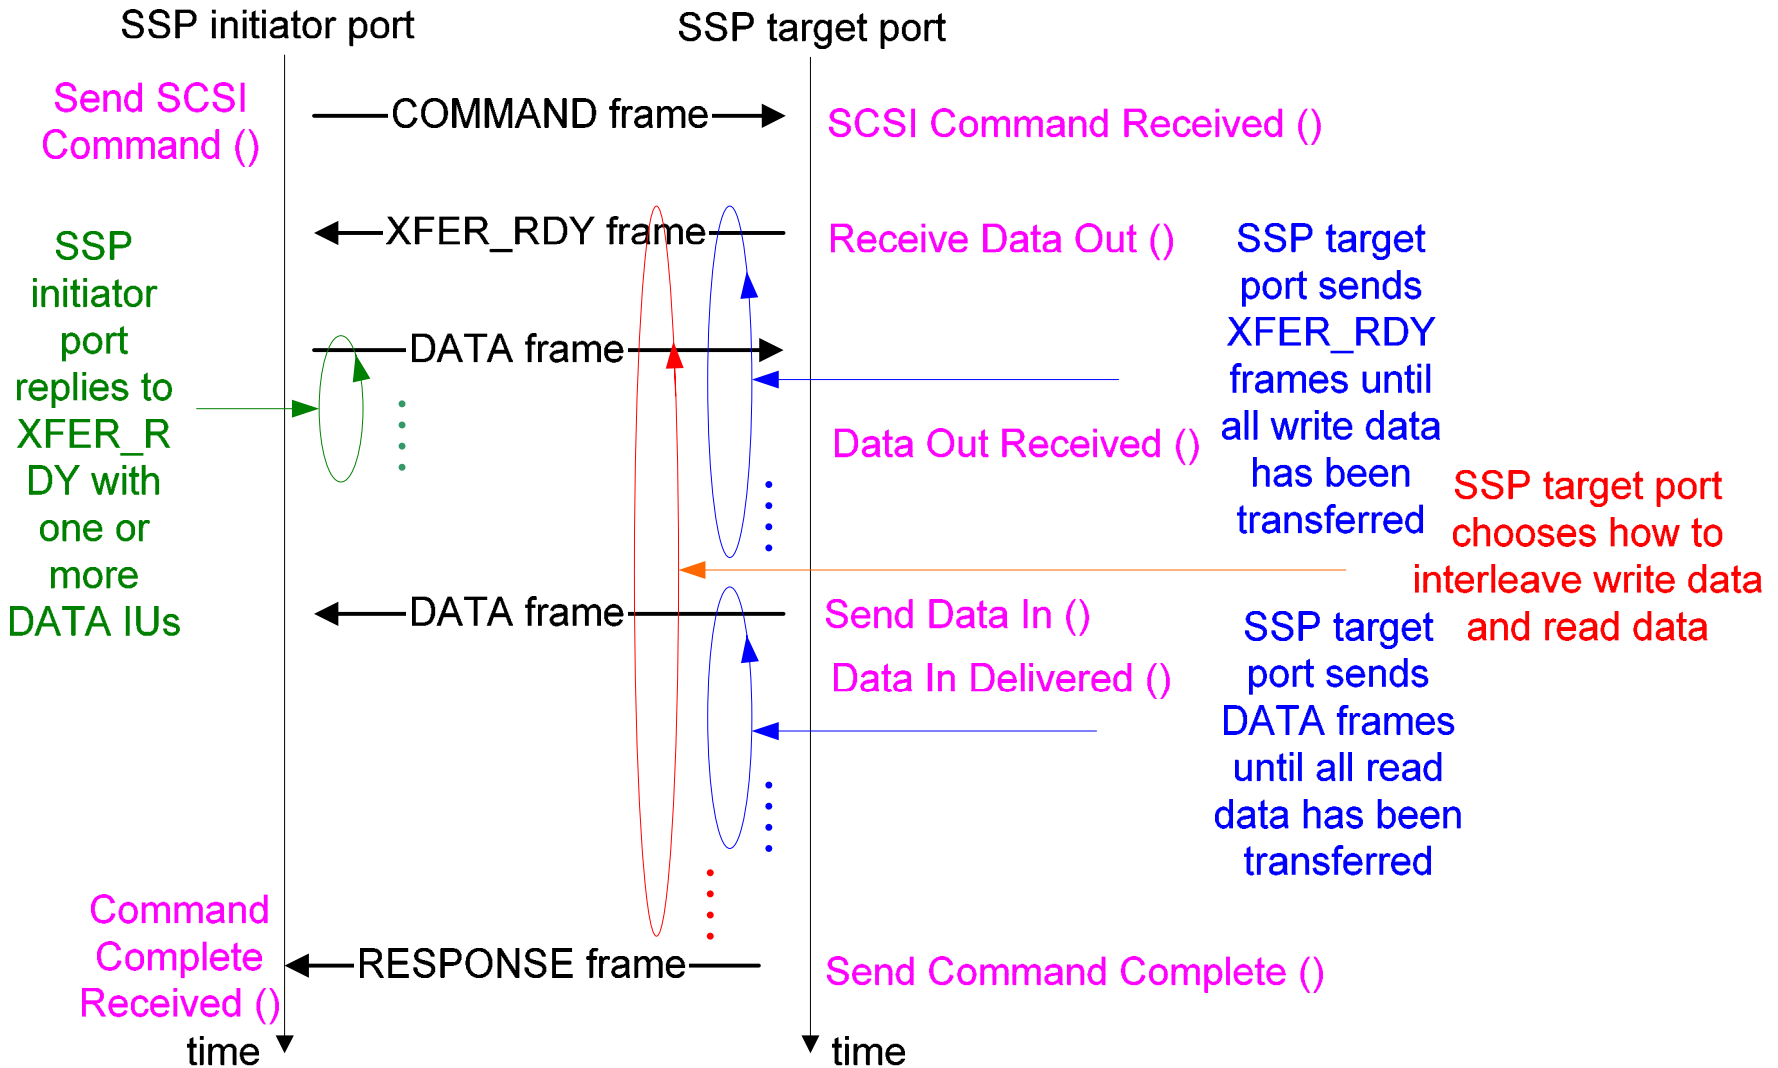 SSP initiator port
SSP target port
Send SCSI
Command ()
COMMAND frame
SCSI Command Received ()
XFER_RDY frame
Receive Data Out ()
SSP
initiator
port
replies to
XFER_R
DY with
one or
more
DATA IUs
SSP target
port sends
XFER_RDY
frames until
all write data
has been
transferred
DATA frame
Data Out Received ()
SSP target port
chooses how to
interleave write data
and read data
DATA frame
Send Data In ()
Data In Delivered ()
SSP target
port sends
DATA frames
until all read
data has been
transferred
Command
Complete
Received ()
RESPONSE frame
Send Command Complete ()
time
time